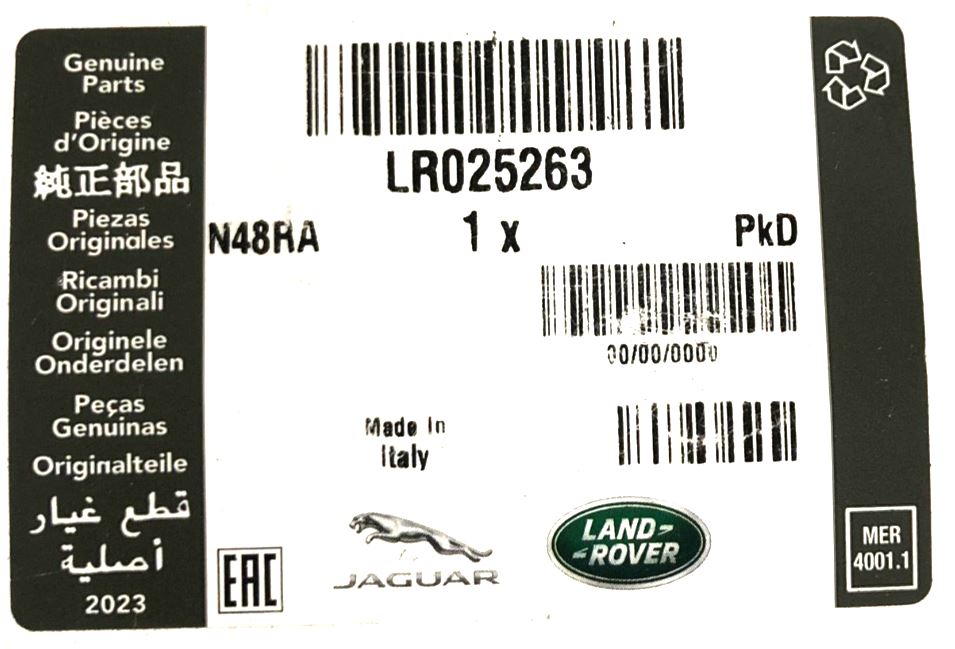 Genuine
Parts
Pièces
d'Origine
純正部品
Piezas
Originales
Ricambi
Originali
Originele
Onderdelen
Peças
Genuinas
Originalteile
قطع غيار
أصلية
2023
LR025263
N48RA
1 x
PkD
00/00/0000
Made In
Italy
EAC
JAGUAR
LAND
ROVER
MER
4001.1